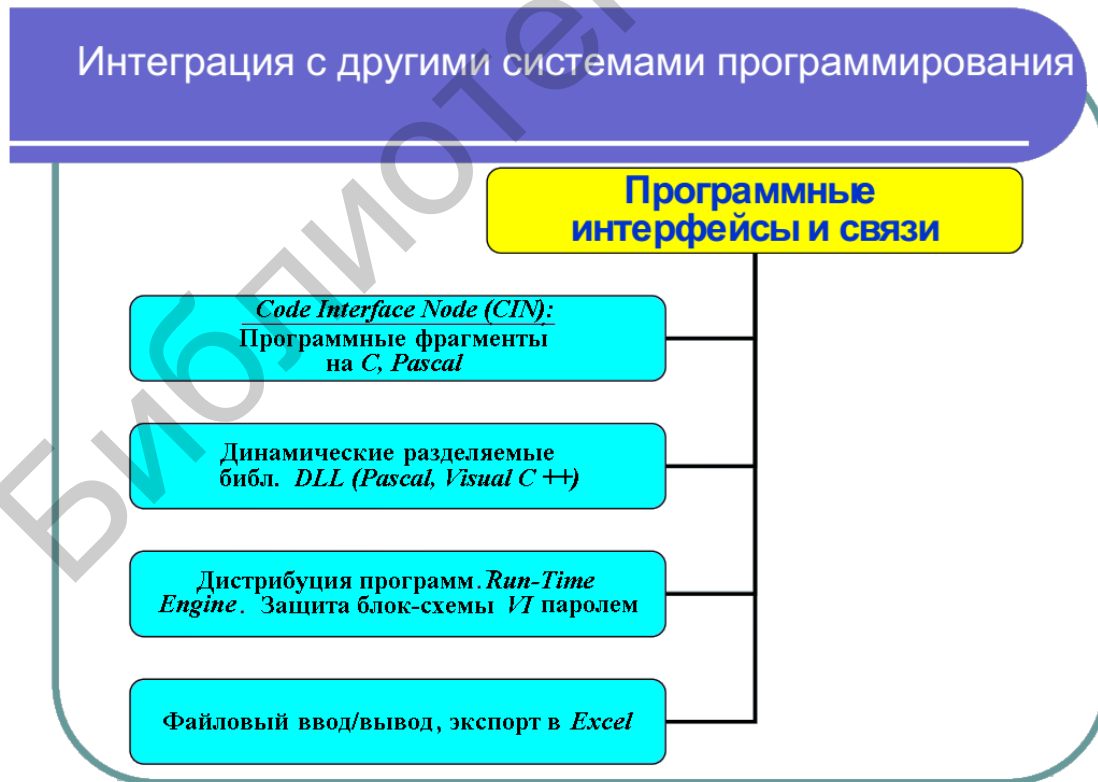 Интеграция с другими системами программирования
Программные
интерфейсы и связи
Code Interface Node (CIN):
Программные фрагменты
на C, Pascal
Динамические разделяемые
библ. DLL (Pascal, Visual C ++)
Дистрибуция программ. Run-Time
Engine. Защита блок-схемы VI паролем
Файловый ввод/вывод, экспорт в Excel